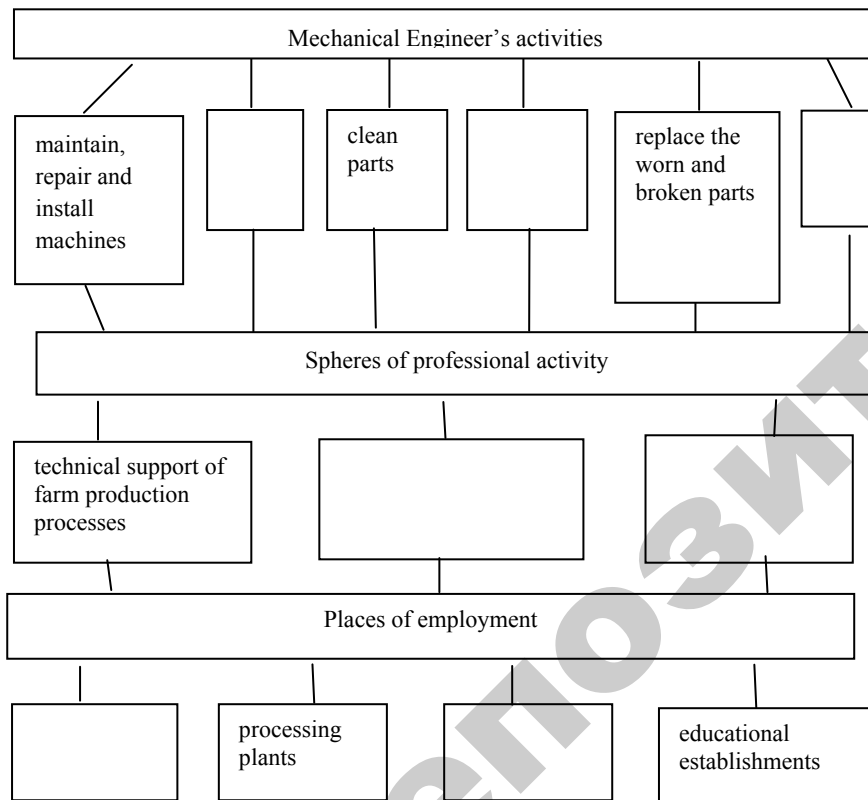 Mechanical Engineer's activities
maintain,
repair and
install
machines
clean
parts
replace the
worn and
broken parts
Spheres of professional activity
technical support of
farm production
processes
Places of employment
processing
plants
educational
establishments
епозит